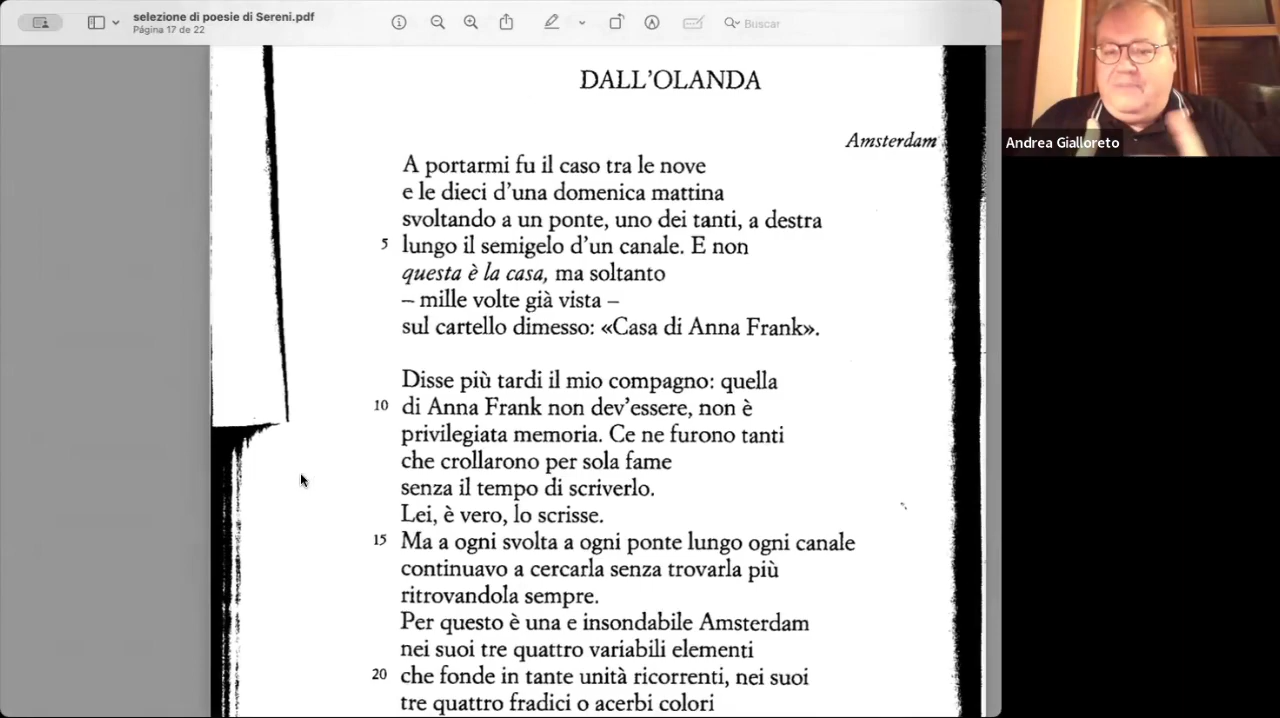 selezione di poesie di Sereni.pdf
Página 17 de 22
Buscar
Andrea Gialloreto
DALL'OLANDA
Amsterdam
A portarmi fu il caso tra le nove
e le dieci d'una domenica mattina
svoltando a un ponte, uno dei tanti, a destra
5 lungo il semigelo d'un canale. E non
questa è la casa, ma soltanto
– mille volte già vista –
sul cartello dimesso: «Casa di Anna Frank».
Disse più tardi il mio compagno: quella
10 di Anna Frank non dev'essere, non è
privilegiata memoria. Ce ne furono tanti
che crollarono per sola fame
senza il tempo di scriverlo.
Lei, è vero, lo scrisse.
15 Ma a ogni svolta a ogni ponte lungo ogni canale
continuavo a cercarla senza trovarla più
ritrovandola sempre.
Per questo è una e insondabile Amsterdam
nei suoi tre quattro variabili elementi
20 che fonde in tante unità ricorrenti, nei suoi
tre quattro fradici o acerbi colori